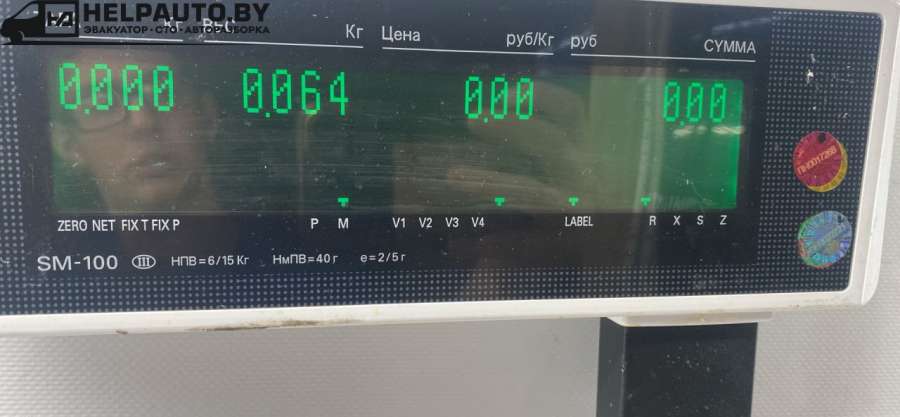 HELPAUTO.BY
ЭВАКУАТОР·СТО·АВТОРАЗБОРКА
Кг Цена руб/Кг руб СУММА
0.000 0.064 0.00 0.00
ZERO NET FIX T FIX P P M V1 V2 V3 V4 LABEL R X S Z
SM-100 III НПВ=6/15 Кг НмПВ=40 г e=2/5 г